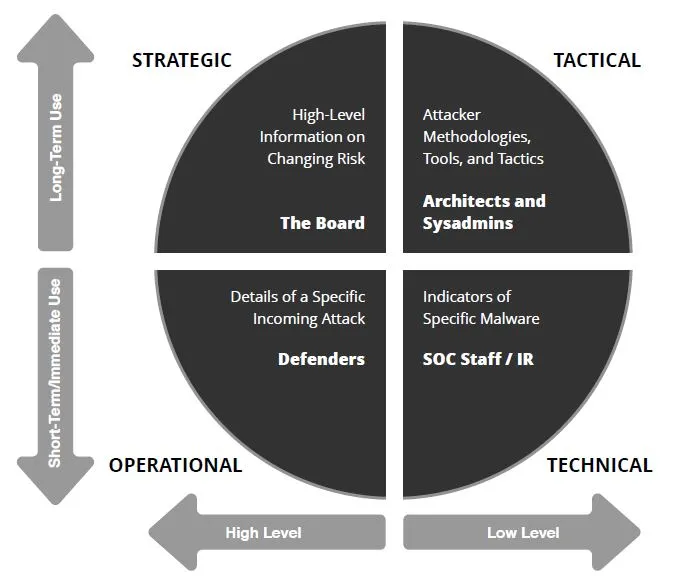 STRATEGIC
TACTICAL
Long-Term Use
High-Level
Information on
Changing Risk
The Board
Attacker
Methodologies,
Tools, and Tactics
Architects and
Sysadmins
Short-Term/Immediate Use
Details of a Specific
Incoming Attack
Defenders
Indicators of
Specific Malware
SOC Staff / IR
OPERATIONAL
TECHNICAL
High Level
Low Level